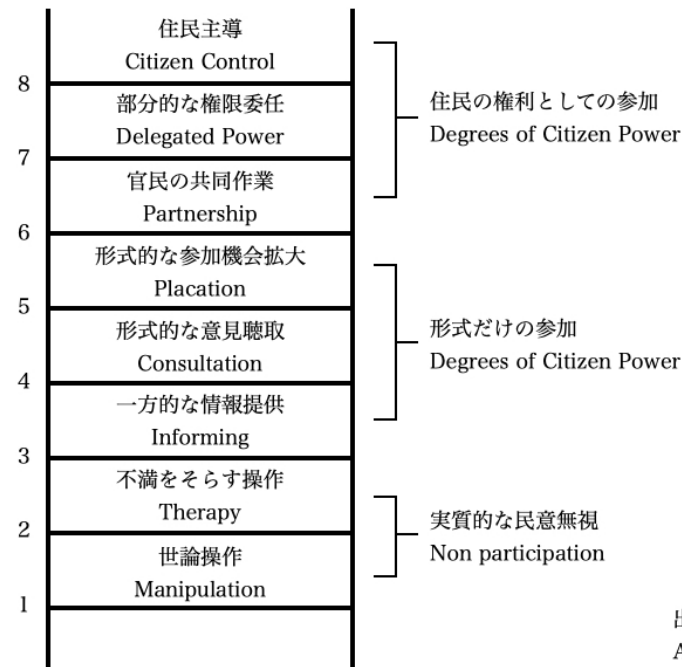 住民主導
Citizen Control
8
部分的な権限委任
Delegated Power
7
官民の共同作業
Partnership
6
形式的な参加機会拡大
Placation
5
形式的な意見聴取
Consultation
4
一方的な情報提供
Informing
3
不満をそらす操作
Therapy
2
世論操作
Manipulation
1
住民の権利としての参加
Degrees of Citizen Power
形式だけの参加
Degrees of Citizen Power
実質的な民意無視
Non participation
A